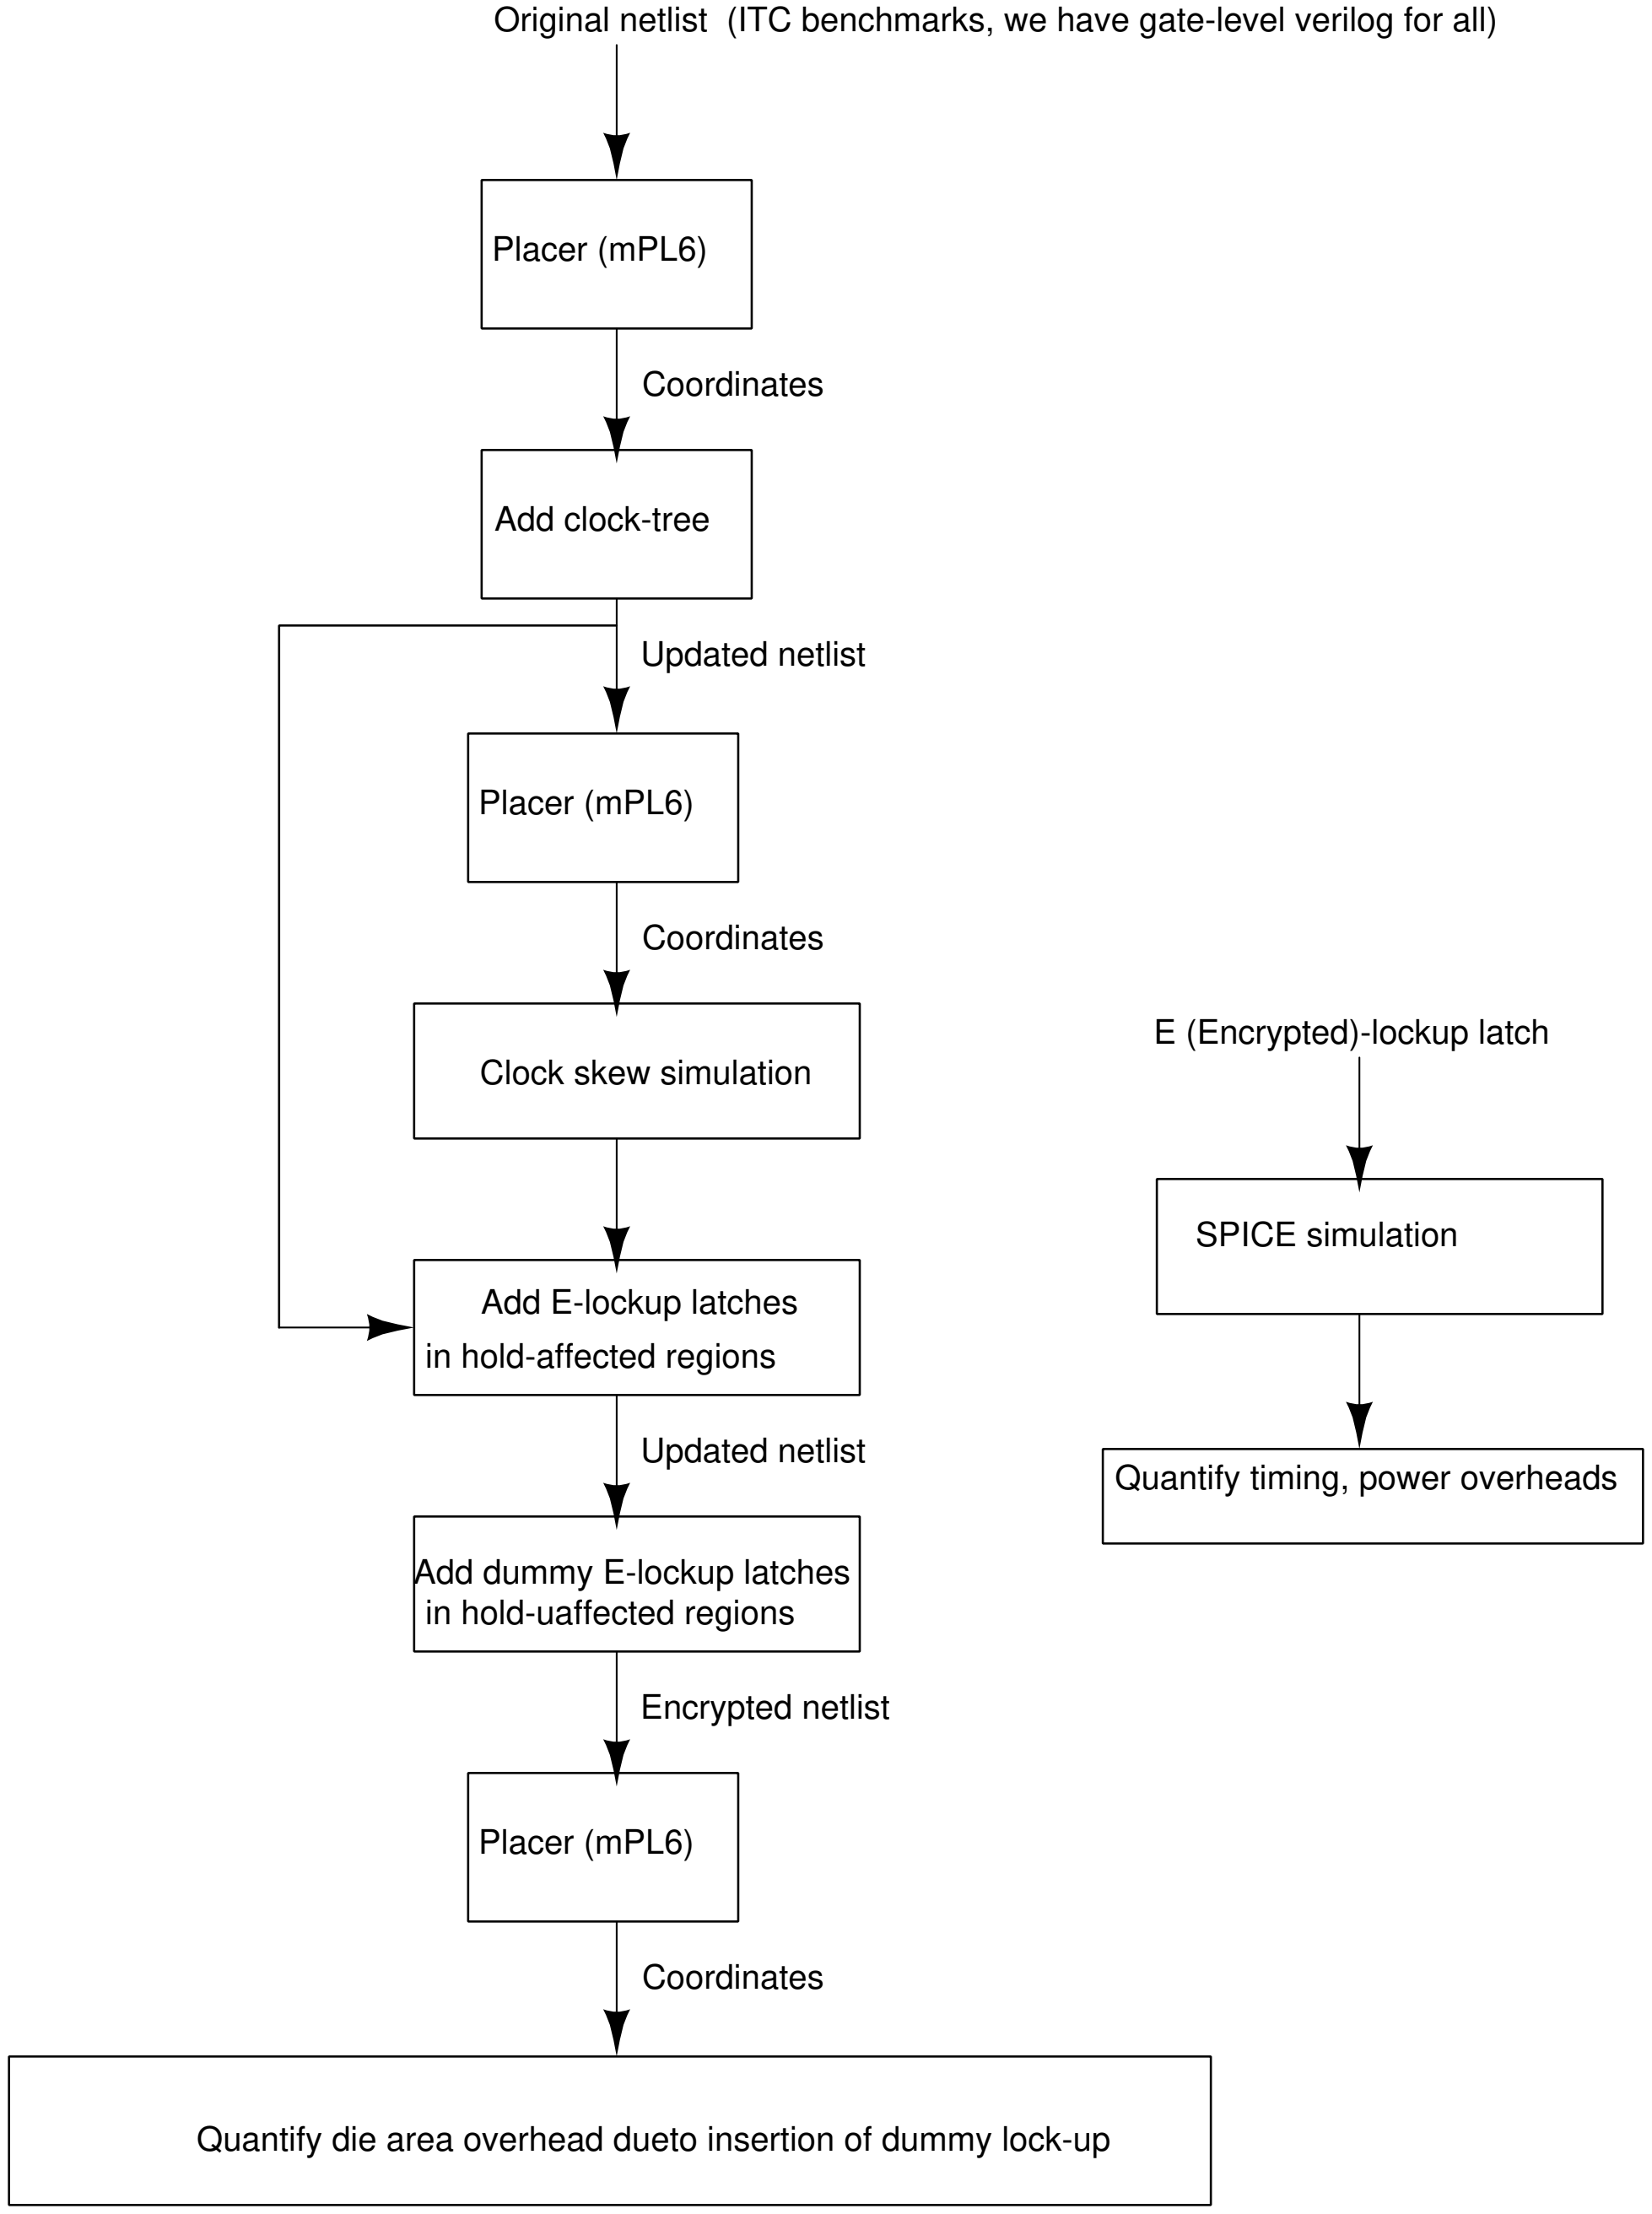 Original netlist (ITC benchmarks, we have gate-level verilog for all)
Placer (mPL6)
Coordinates
Add clock-tree
Updated netlist
Placer (mPL6)
Coordinates
Clock skew simulation
Add E-lockup latches
in hold-affected regions
Updated netlist
Add dummy E-lockup latches
in hold-uaffected regions
Encrypted netlist
Placer (mPL6)
Coordinates
Quantify die area overhead dueto insertion of dummy lock-up
E (Encrypted)-lockup latch
SPICE simulation
Quantify timing, power overheads